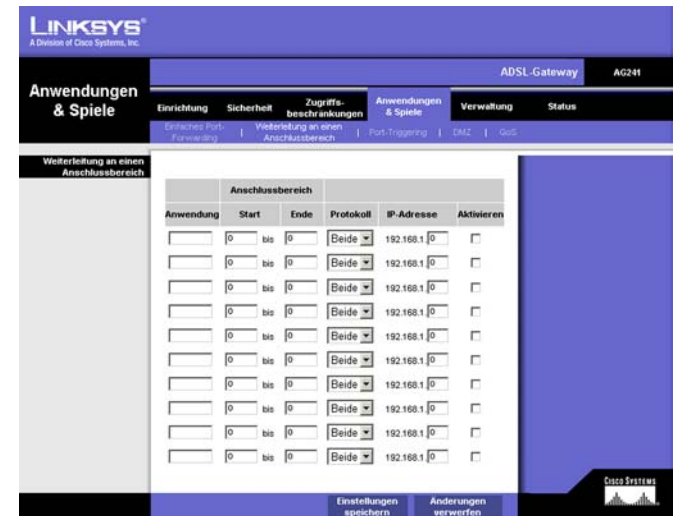 LINKSYS®
A Division of Cisco Systems, Inc.
ADSL-Gateway AG241
Anwendungen & Spiele
Einrichtung Sicherheit Zugriffs-beschränkungen Anwendungen & Spiele Verwaltung Status
Einfaches Port-Forwarding | Weiterleitung an einen Anschlussbereich | Port-Triggering | DMZ | QoS
Weiterleitung an einen Anschlussbereich
Anschlussbereich
Anwendung Start Ende Protokoll IP-Adresse Aktivieren
0 bis 0 Beide 192.168.1. 0
0 bis 0 Beide 192.168.1. 0
0 bis 0 Beide 192.168.1. 0
0 bis 0 Beide 192.168.1. 0
0 bis 0 Beide 192.168.1. 0
0 bis 0 Beide 192.168.1. 0
0 bis 0 Beide 192.168.1. 0
0 bis 0 Beide 192.168.1. 0
0 bis 0 Beide 192.168.1. 0
0 bis 0 Beide 192.168.1. 0
Einstellungen speichern Änderungen verwerfen
CISCO SYSTEMS